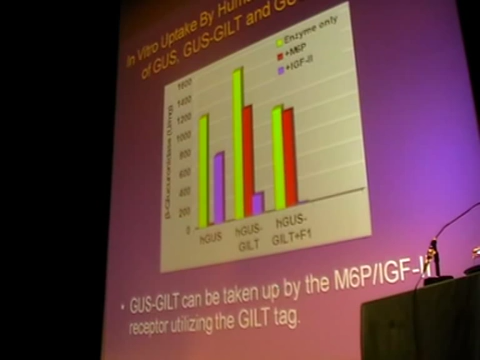 In Vitro Uptake By Hum
of GUS, GUS-GILT and GU
Enzyme only
+M6P
+IGF-II
β-Glucuronidase
1600
1400
1200
1000
800
600
400
200
0
hGUS
hGUS-
GILT
hGUS-
GILT+F1
• GUS-GILT can be taken up by the M6P/IGF-II
receptor utilizing the GILT tag.